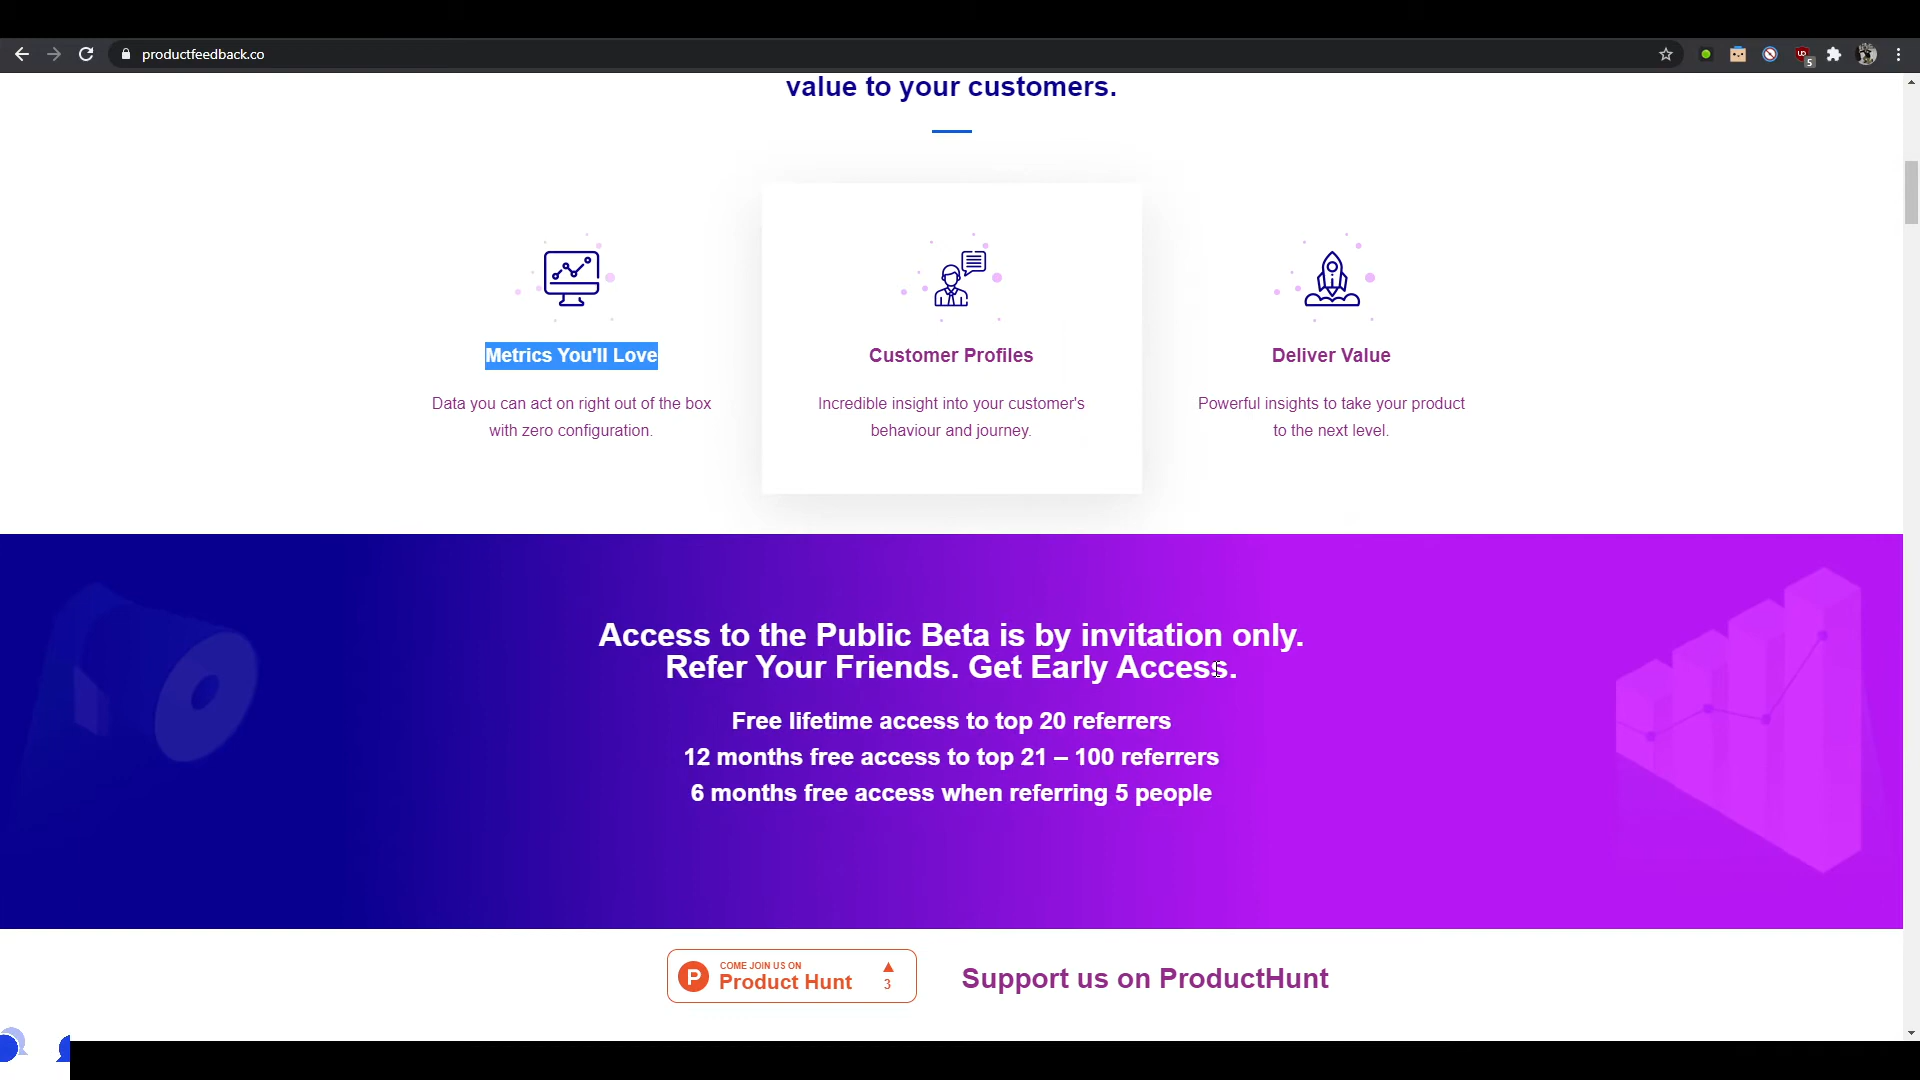 productfeedback.co
5
value to your customers.
Metrics You'll Love
Data you can act on right out of the box
with zero configuration.
Customer Profiles
Incredible insight into your customer's
behaviour and journey.
Deliver Value
Powerful insights to take your product
to the next level.
Access to the Public Beta is by invitation only.
Refer Your Friends. Get Early Access.
Free lifetime access to top 20 referrers
12 months free access to top 21 – 100 referrers
6 months free access when referring 5 people
P
COME JOIN US ON
Product Hunt
3
Support us on ProductHunt